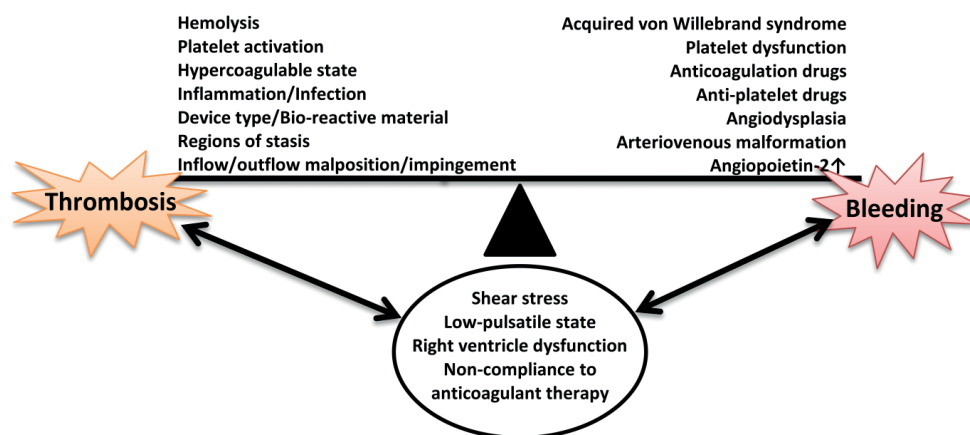 Hemolysis
Platelet activation
Hypercoagulable state
Inflammation/Infection
Device type/Bio-reactive material
Regions of stasis
Inflow/outflow malposition/impingement
Acquired von Willebrand syndrome
Platelet dysfunction
Anticoagulation drugs
Anti-platelet drugs
Angiodysplasia
Arteriovenous malformation
Angiopoietin-2↑
Thrombosis
Bleeding
Shear stress
Low-pulsatile state
Right ventricle dysfunction
Non-compliance to
anticoagulant therapy